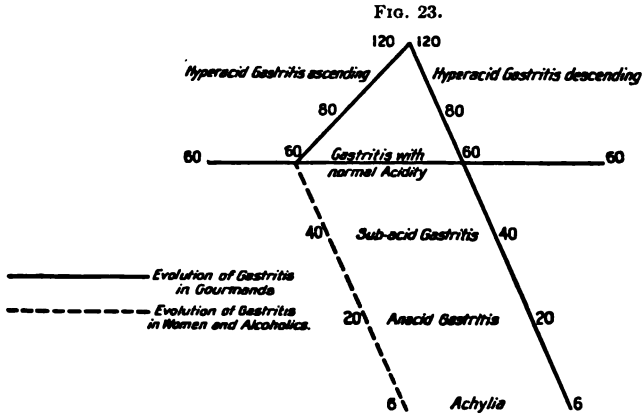 FIG. 23.
120 120
Hyperacid Gastritis ascending Hyperacid Gastritis descending
80 80
60 60 Gastritis with 60 60
normal Acidity
40 Sub-acid Gastritis 40
Evolution of Gastritis
in Gourmands
Evolution of Gastritis
in Women and Alcoholics.
20 Anacid Gastritis 20
6 Achylia 6